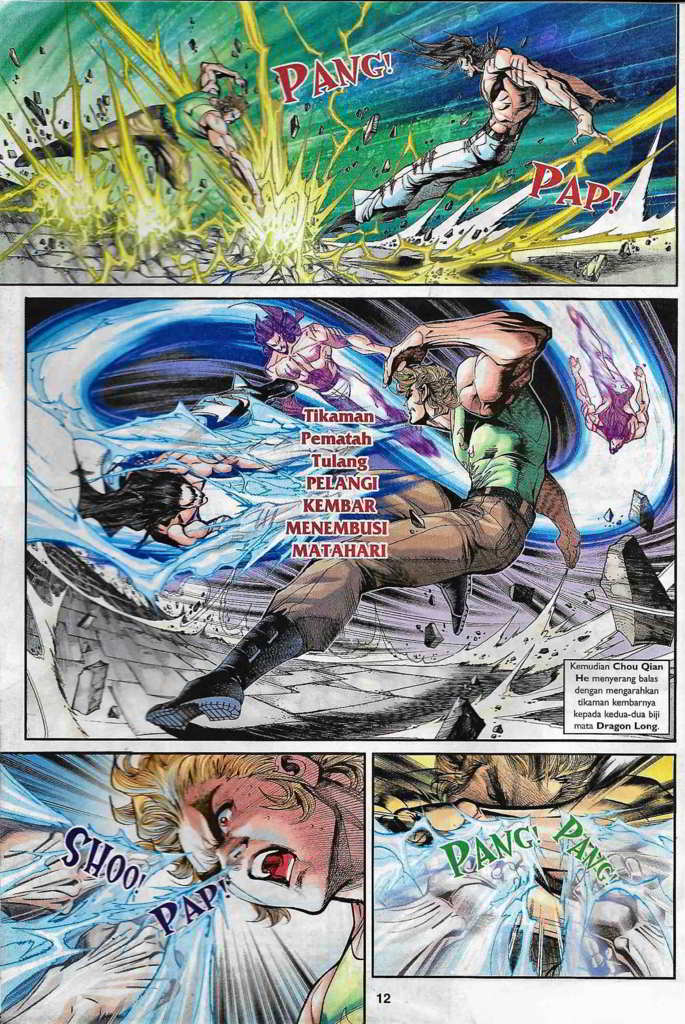 PANG!
PAP!
Tikaman
Pematah
Tulang
PELANGI
KEMBAR
MENEMBUSI
MATAHARI
Kemudian Chou Qian
He menyerang balas
dengan mengarahkan
tikaman kembarnya
kepada kedua-dua biji
mata Dragon Long.
SHOO!
PAP!
PANG!
PANG!
12